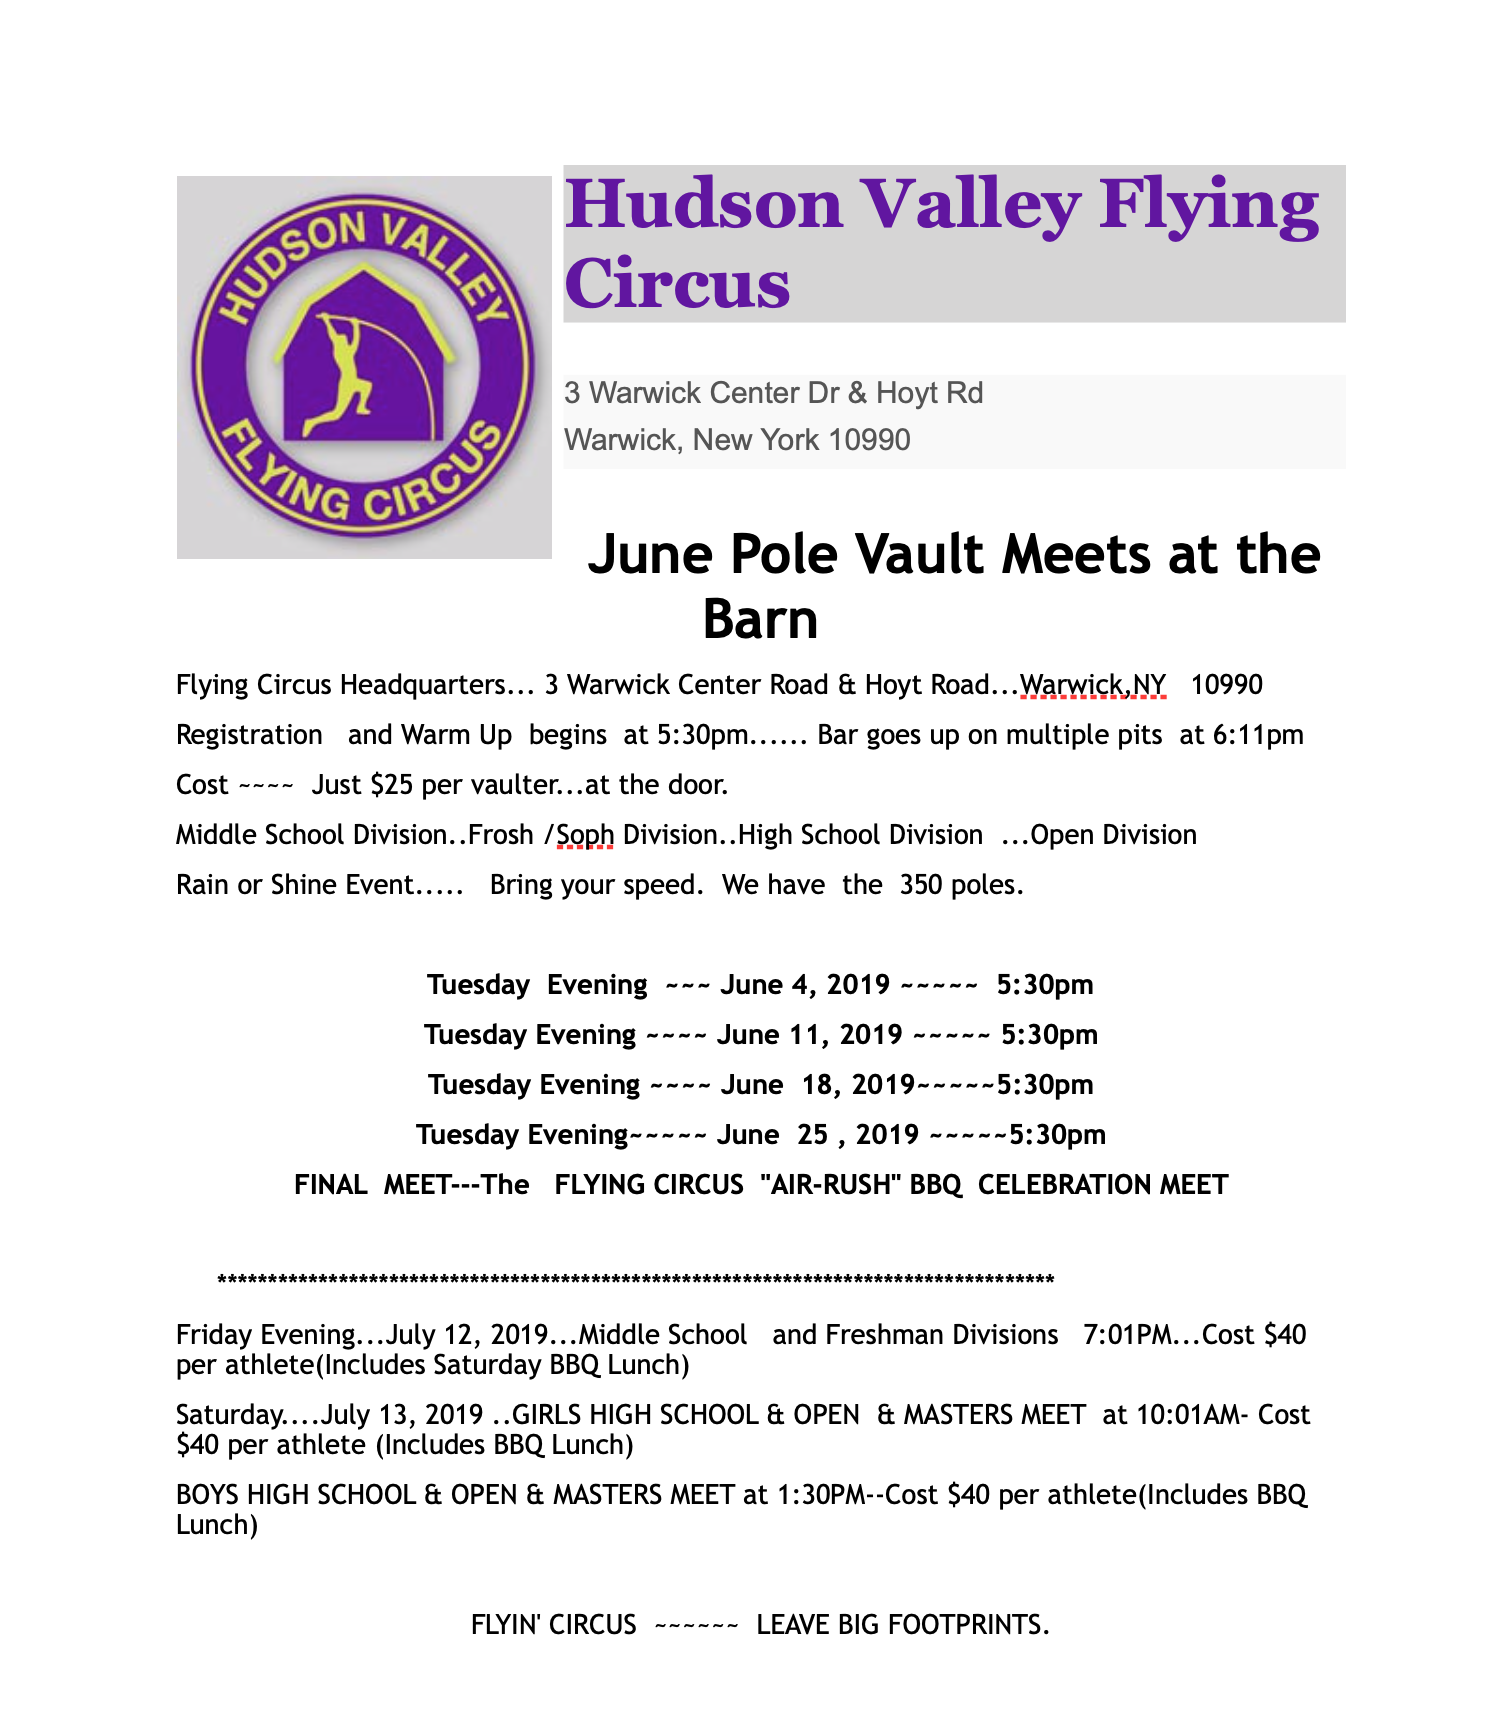 HUDSON VALLEY
FLYING CIRCUS
Hudson Valley Flying
Circus
3 Warwick Center Dr & Hoyt Rd
Warwick, New York 10990
June Pole Vault Meets at the
Barn
Flying Circus Headquarters... 3 Warwick Center Road & Hoyt Road...Warwick,NY 10990
Registration and Warm Up begins at 5:30pm...... Bar goes up on multiple pits at 6:11pm
Cost ~~~~ Just $25 per vaulter...at the door.
Middle School Division..Frosh /Soph Division..High School Division ...Open Division
Rain or Shine Event..... Bring your speed. We have the 350 poles.
Tuesday Evening ~~~ June 4, 2019 ~~~~~ 5:30pm
Tuesday Evening ~~~~ June 11, 2019 ~~~~~ 5:30pm
Tuesday Evening ~~~~ June 18, 2019~~~~~5:30pm
Tuesday Evening~~~~~ June 25 , 2019 ~~~~~5:30pm
FINAL MEET---The FLYING CIRCUS "AIR-RUSH" BBQ CELEBRATION MEET
***********************************************************************************
Friday Evening...July 12, 2019...Middle School and Freshman Divisions 7:01PM...Cost $40
per athlete(Includes Saturday BBQ Lunch)
Saturday....July 13, 2019 ..GIRLS HIGH SCHOOL & OPEN & MASTERS MEET at 10:01AM- Cost
$40 per athlete (Includes BBQ Lunch)
BOYS HIGH SCHOOL & OPEN & MASTERS MEET at 1:30PM--Cost $40 per athlete(Includes BBQ
Lunch)
FLYIN' CIRCUS ~~~~~~ LEAVE BIG FOOTPRINTS.